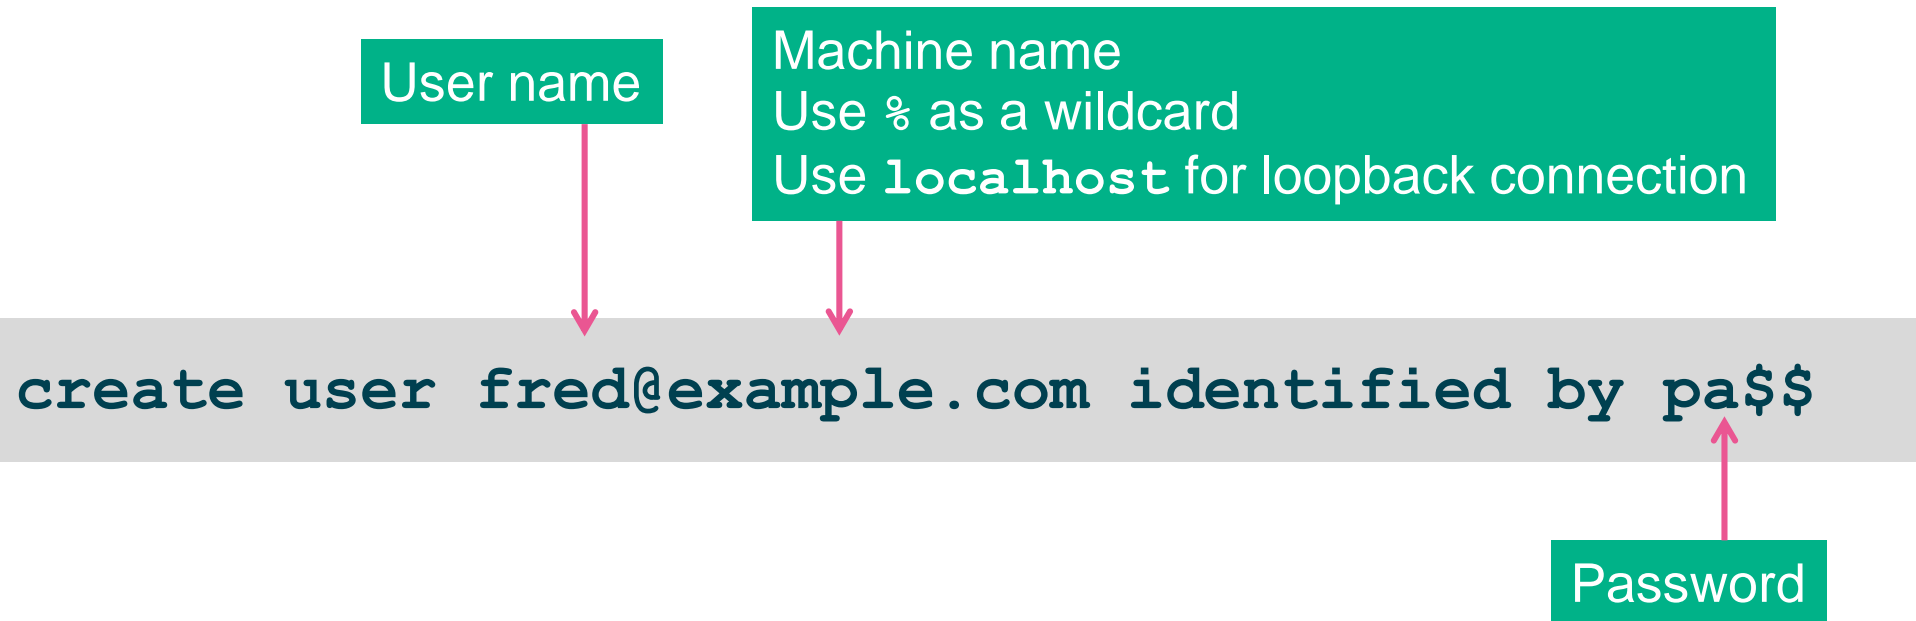 User name
Machine name
Use % as a wildcard
Use localhost for loopback connection
create user fred@example.com identified by pa$$
Password